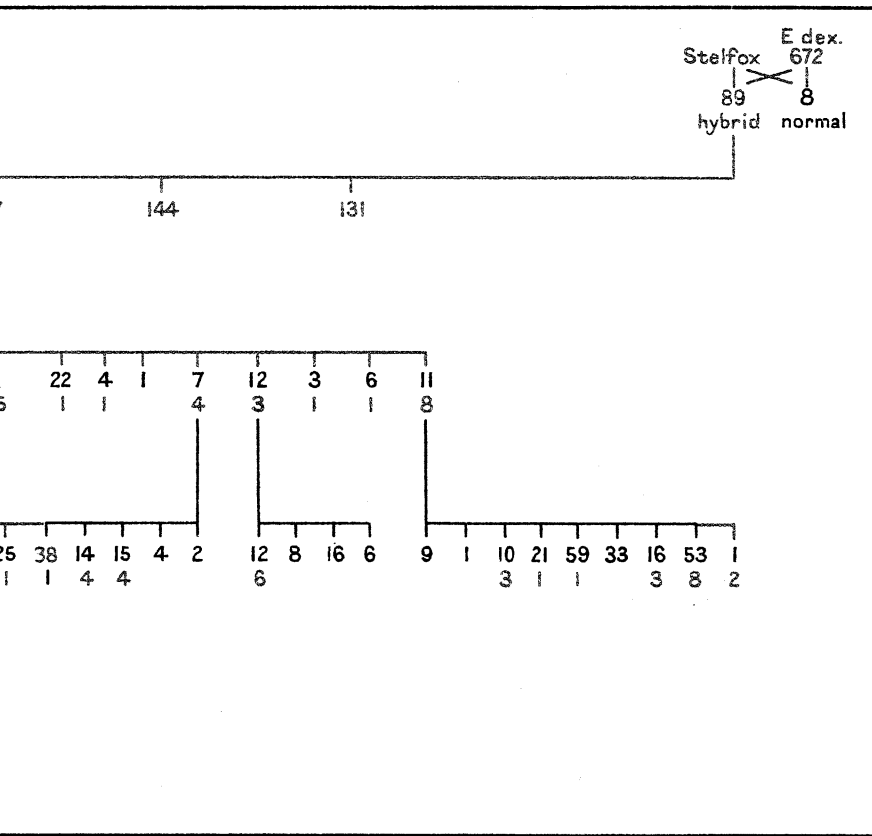 E dex.
Stelfox 672
89 8
hybrid normal
144 131
22 4 1 7 12 3 6 11
1 1 4 3 1 1 8
25 38 14 15 4 2 12 8 16 6 9 1 10 21 59 33 16 53 1
1 1 4 4 6 3 1 1 3 8 2